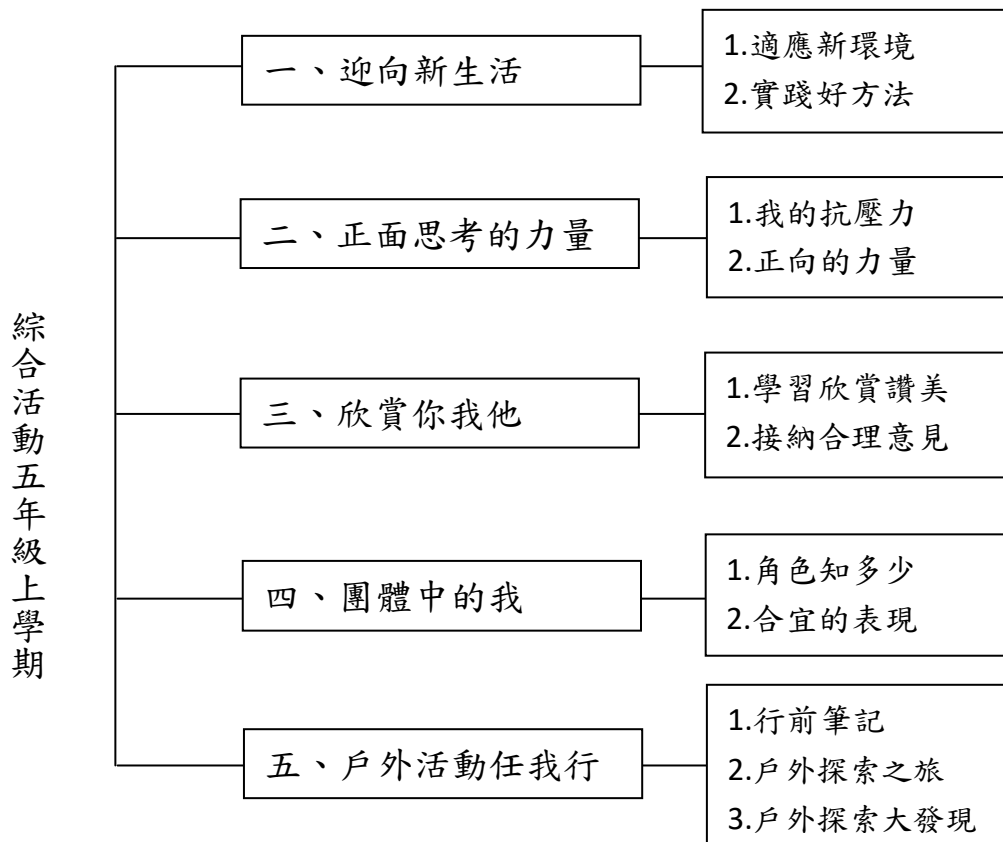 綜合活動五年級上學期
一、迎向新生活
1.適應新環境
2.實踐好方法
二、正面思考的力量
1.我的抗壓力
2.正向的力量
三、欣賞你我他
1.學習欣賞讚美
2.接納合理意見
四、團體中的我
1.角色知多少
2.合宜的表現
五、戶外活動任我行
1.行前筆記
2.戶外探索之旅
3.戶外探索大發現